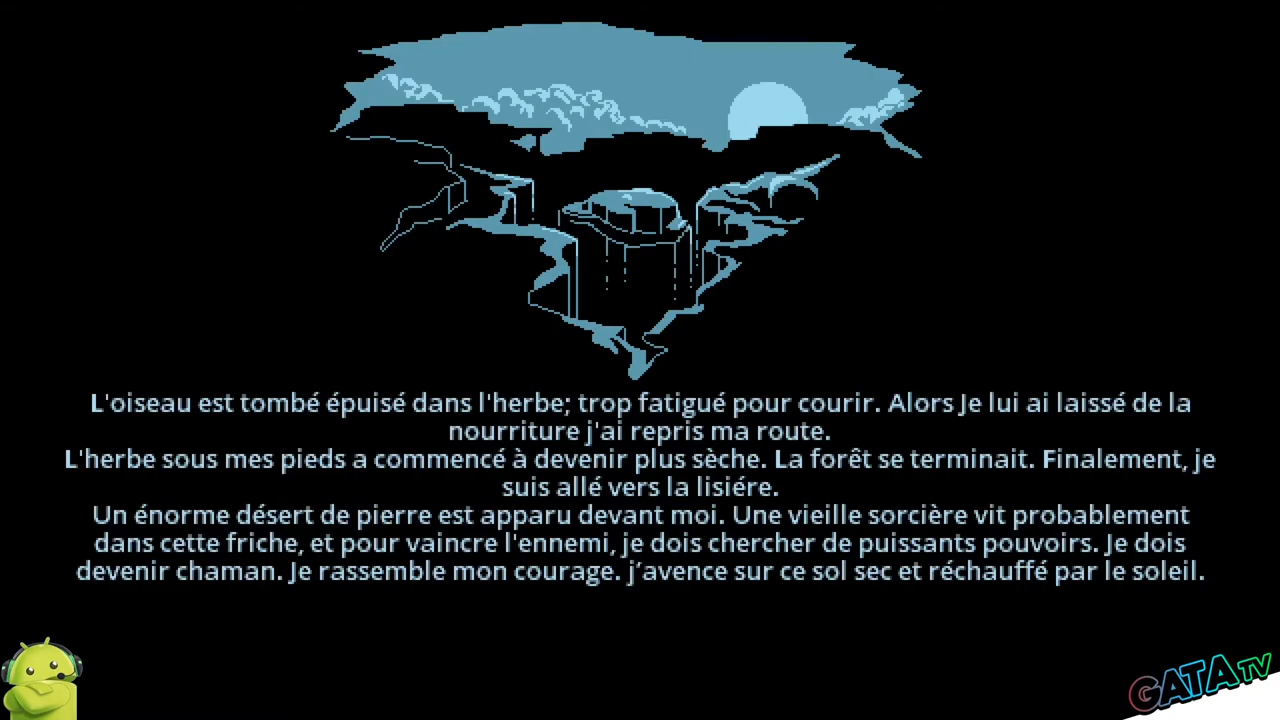 L'oiseau est tombé épuisé dans l'herbe; trop fatigué pour courir. Alors Je lui ai laissé de la
nourriture j'ai repris ma route.
L'herbe sous mes pieds a commencé à devenir plus sèche. La forêt se terminait. Finalement, je
suis allé vers la lisiére.
Un énorme désert de pierre est apparu devant moi. Une vieille sorcière vit probablement
dans cette friche, et pour vaincre l'ennemi, je dois chercher de puissants pouvoirs. Je dois
devenir chaman. Je rassemble mon courage. j’avence sur ce sol sec et réchauffé par le soleil.
GATA TV